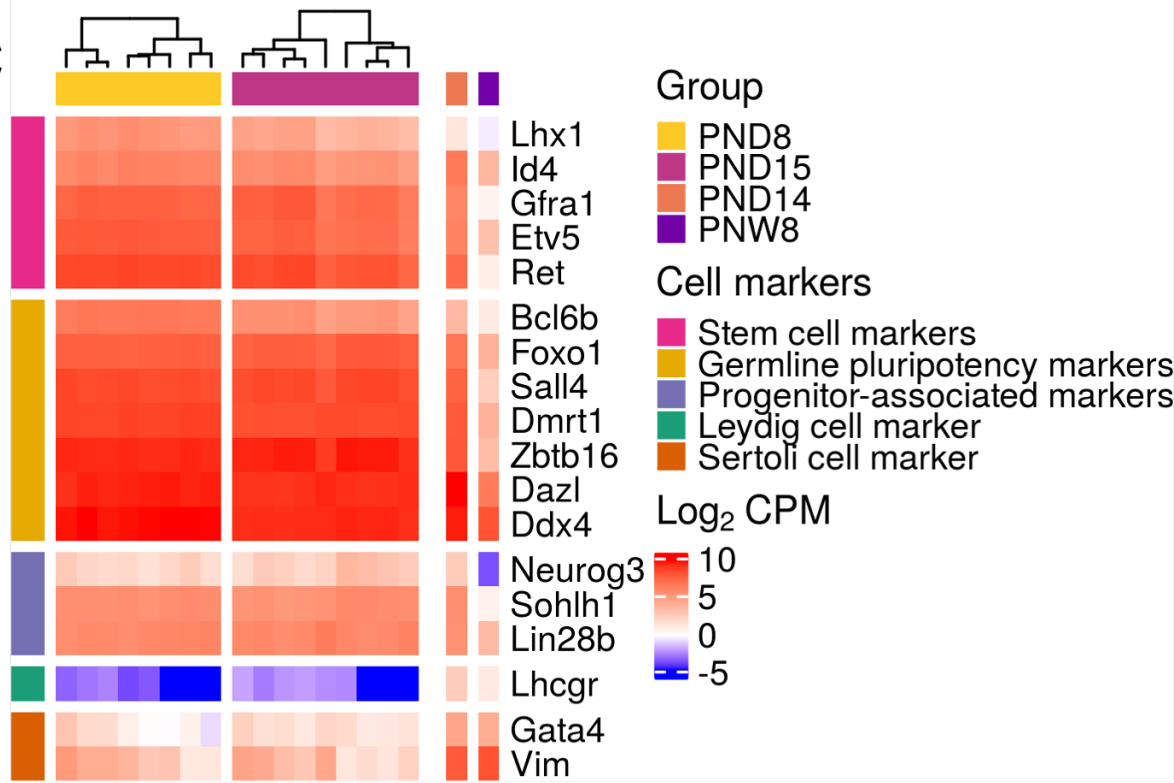 Lhx1
Id4
Gfra1
Etv5
Ret
Bcl6b
Foxo1
Sall4
Dmrt1
Zbtb16
Dazl
Ddx4
Neurog3
Sohlh1
Lin28b
Lhcgr
Gata4
Vim
Group
PND8
PND15
PND14
PNW8
Cell markers
Stem cell markers
Germline pluripotency markers
Progenitor-associated markers
Leydig cell marker
Sertoli cell marker
Log₂ CPM
10
5
0
-5